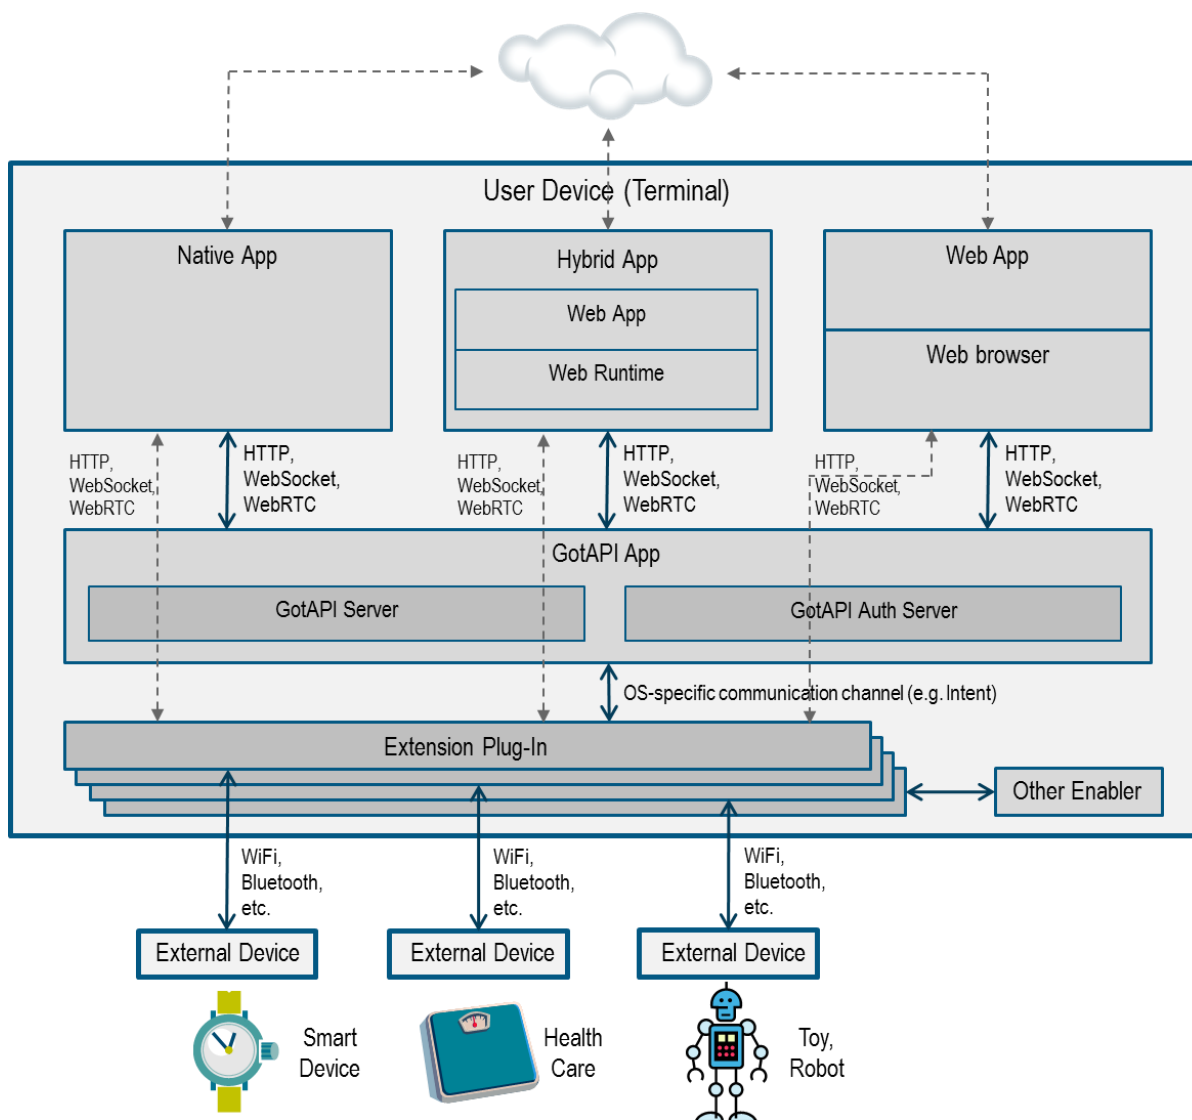 User Device (Terminal)
Native App
Hybrid App
Web App
Web App
Web Runtime
Web browser
HTTP,
WebSocket,
WebRTC
HTTP,
WebSocket,
WebRTC
HTTP,
WebSocket,
WebRTC
HTTP,
WebSocket,
WebRTC
HTTP,
WebSocket,
WebRTC
HTTP,
WebSocket,
WebRTC
GotAPI App
GotAPI Server
GotAPI Auth Server
OS-specific communication channel (e.g. Intent)
Extension Plug-In
Other Enabler
WiFi,
Bluetooth,
etc.
WiFi,
Bluetooth,
etc.
WiFi,
Bluetooth,
etc.
External Device
External Device
External Device
Smart
Device
Health
Care
Toy,
Robot